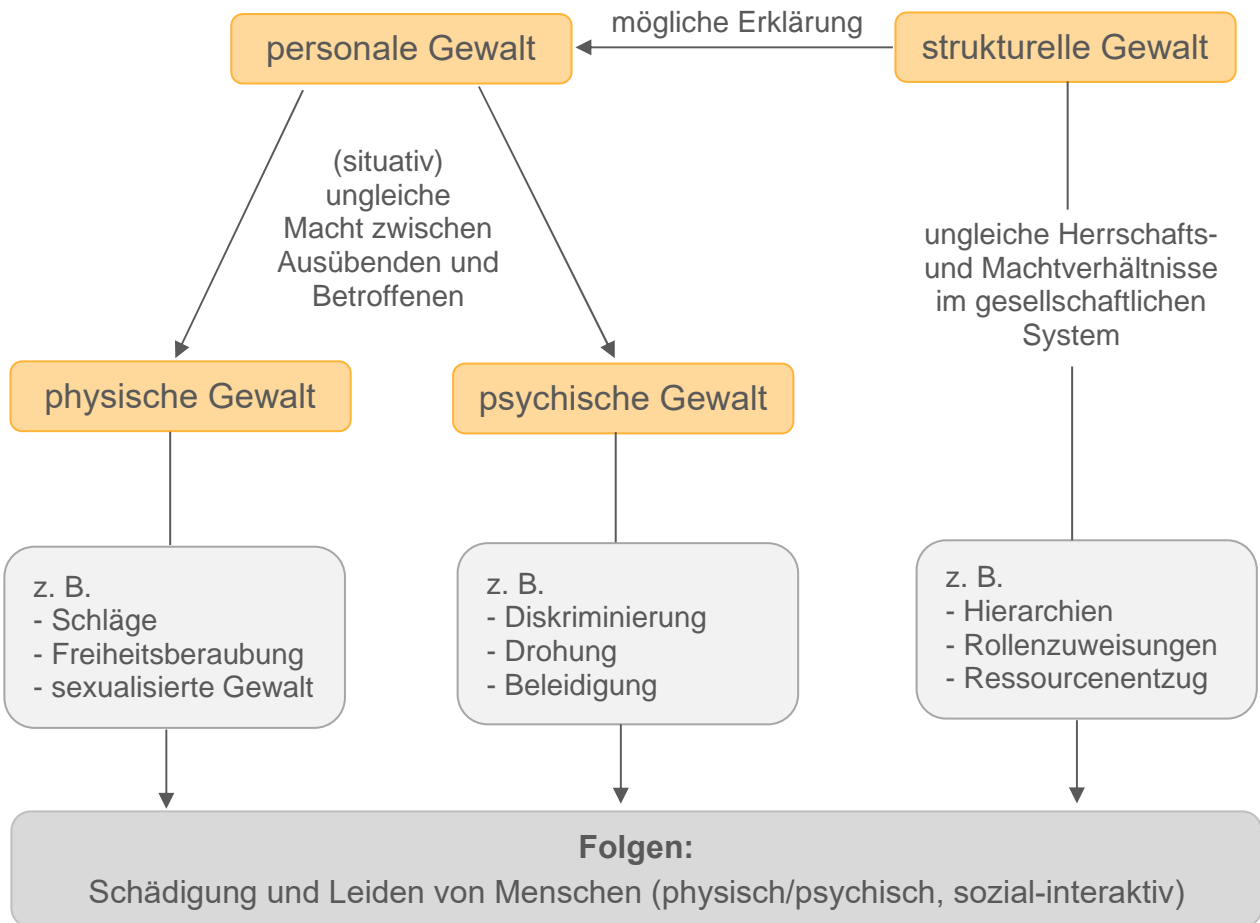 personale Gewalt
mögliche Erklärung
strukturelle Gewalt
(situativ)
ungleiche
Macht zwischen
Ausübenden und
Betroffenen
ungleiche Herrschafts-
und Machtverhältnisse
im gesellschaftlichen
System
physische Gewalt
psychische Gewalt
z. B.
- Schläge
- Freiheitsberaubung
- sexualisierte Gewalt
z. B.
- Diskriminierung
- Drohung
- Beleidigung
z. B.
- Hierarchien
- Rollenzuweisungen
- Ressourcenentzug
Folgen:
Schädigung und Leiden von Menschen (physisch/psychisch, sozial-interaktiv)